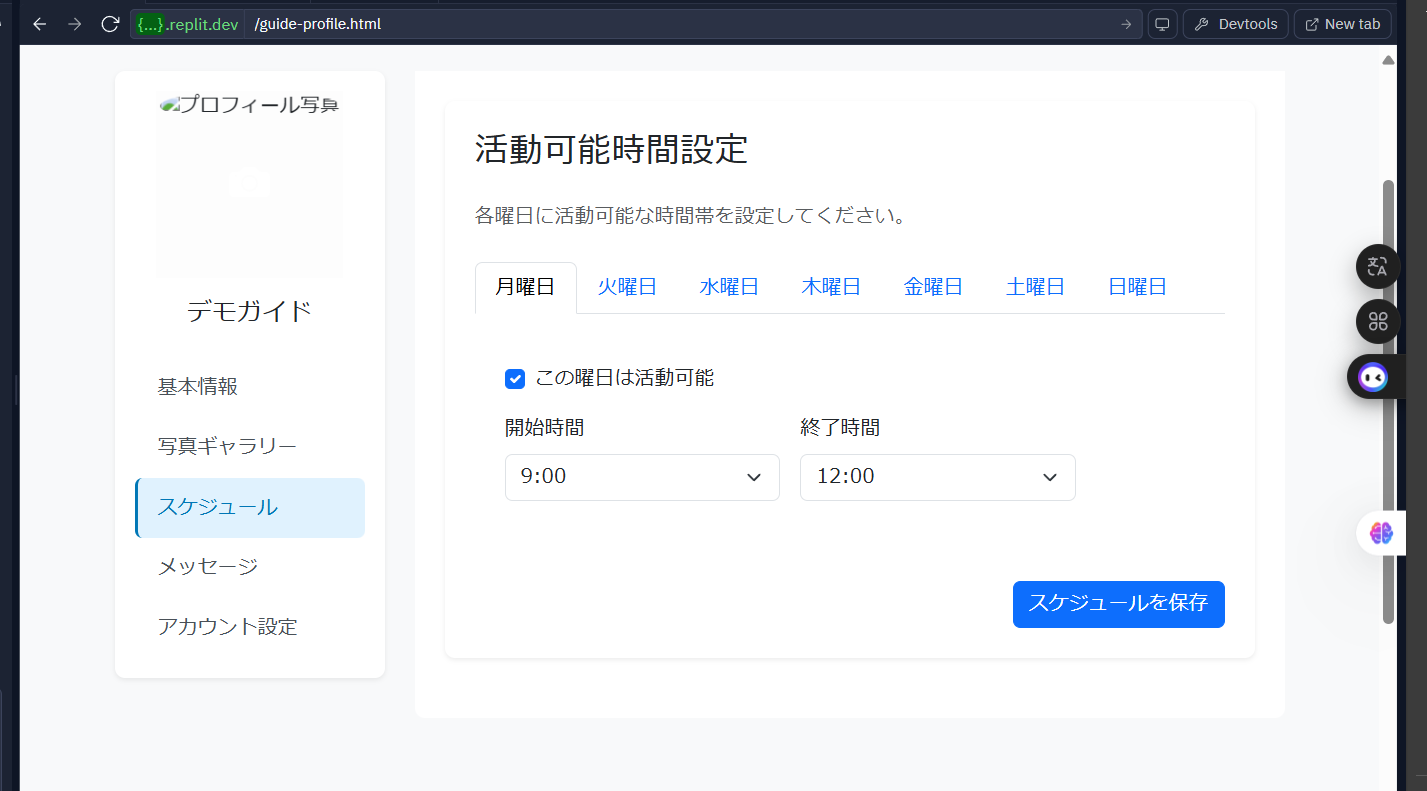 {...}.replit.dev /guide-profile.html Devtools New tab
プロフィール写真
デモガイド
基本情報
写真ギャラリー
スケジュール
メッセージ
アカウント設定
活動可能時間設定
各曜日に活動可能な時間帯を設定してください。
月曜日 火曜日 水曜日 木曜日 金曜日 土曜日 日曜日
この曜日は活動可能
開始時間 終了時間
9:00 12:00
スケジュールを保存